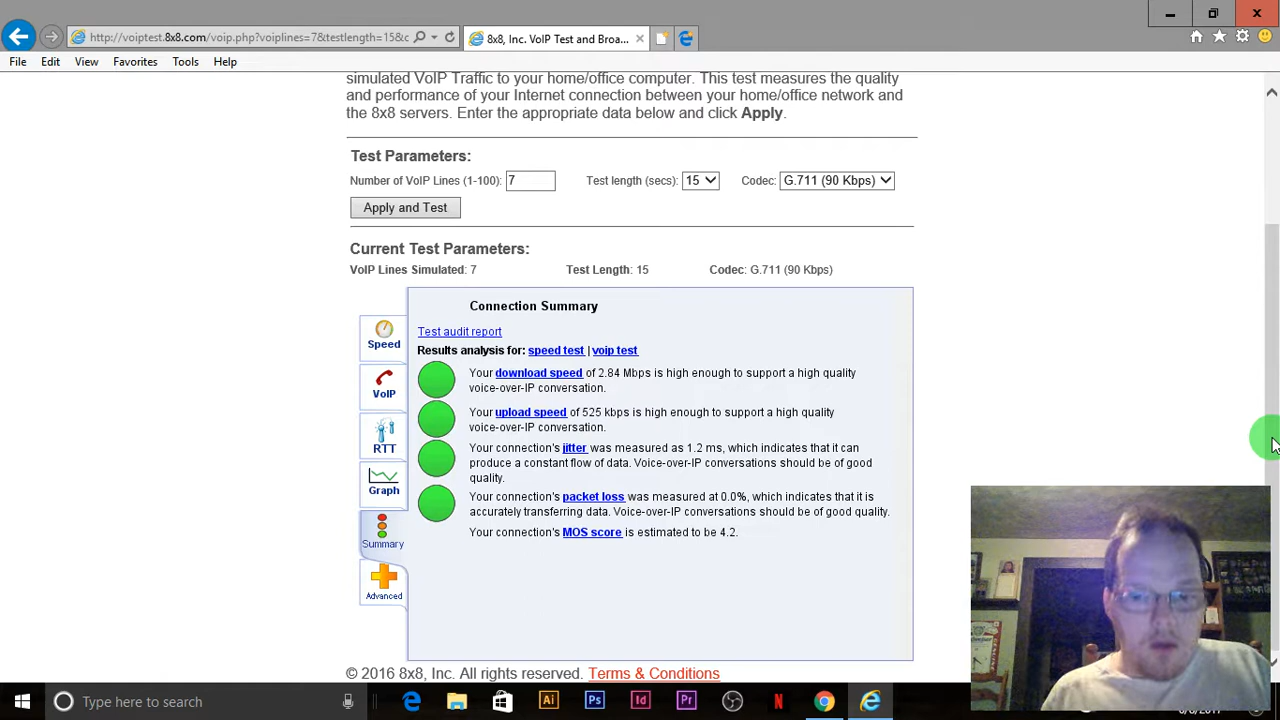 http://voiptest.8x8.com/voip.php?voiplines=7&testlength=15&c
8x8, Inc. VoIP Test and Broa...
File Edit View Favorites Tools Help
simulated VoIP Traffic to your home/office computer. This test measures the quality
and performance of your Internet connection between your home/office network and
the 8x8 servers. Enter the appropriate data below and click Apply.
Test Parameters:
Number of VoIP Lines (1-100): 7 Test length (secs): 15 Codec: G.711 (90 Kbps)
Apply and Test
Current Test Parameters:
VoIP Lines Simulated: 7 Test Length: 15 Codec: G.711 (90 Kbps)
Connection Summary
Test audit report
Results analysis for: speed test | voip test
Your download speed of 2.84 Mbps is high enough to support a high quality
voice-over-IP conversation.
Your upload speed of 525 kbps is high enough to support a high quality
voice-over-IP conversation.
Your connection's jitter was measured as 1.2 ms, which indicates that it can
produce a constant flow of data. Voice-over-IP conversations should be of good
quality.
Your connection's packet loss was measured at 0.0%, which indicates that it is
accurately transferring data. Voice-over-IP conversations should be of good quality.
Your connection's MOS score is estimated to be 4.2.
Speed
VoIP
RTT
Graph
Summary
Advanced
© 2016 8x8, Inc. All rights reserved. Terms & Conditions
Type here to search
Ai Ps Id Pr